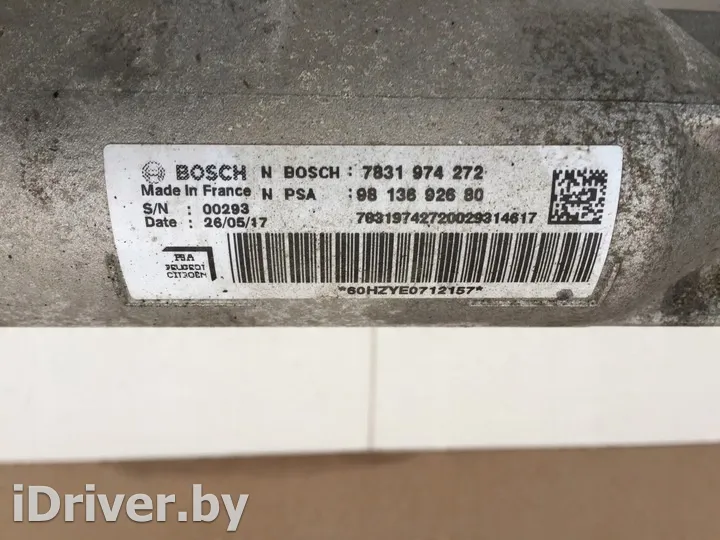 BOSCH N BOSCH : 7831 974 272
Made in France N PSA : 98 136 926 80
S/N : 00293
Date : 26/05/17 78319742720029314617
PSA
PEUGEOT
CITROËN
*60HZYE0712157*
iDriver.by